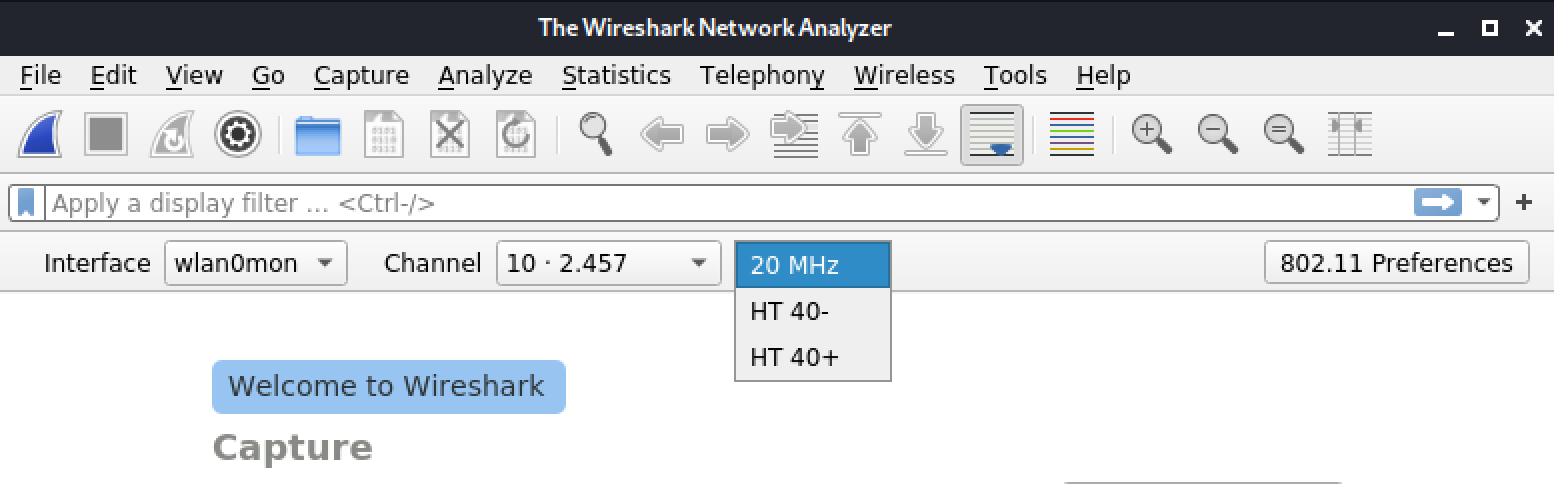 The Wireshark Network Analyzer
File Edit View Go Capture Analyze Statistics Telephony Wireless Tools Help
Apply a display filter ... <Ctrl-/>
Interface wlan0mon Channel 10 · 2.457 20 MHz 802.11 Preferences
HT 40-
HT 40+
Welcome to Wireshark
Capture